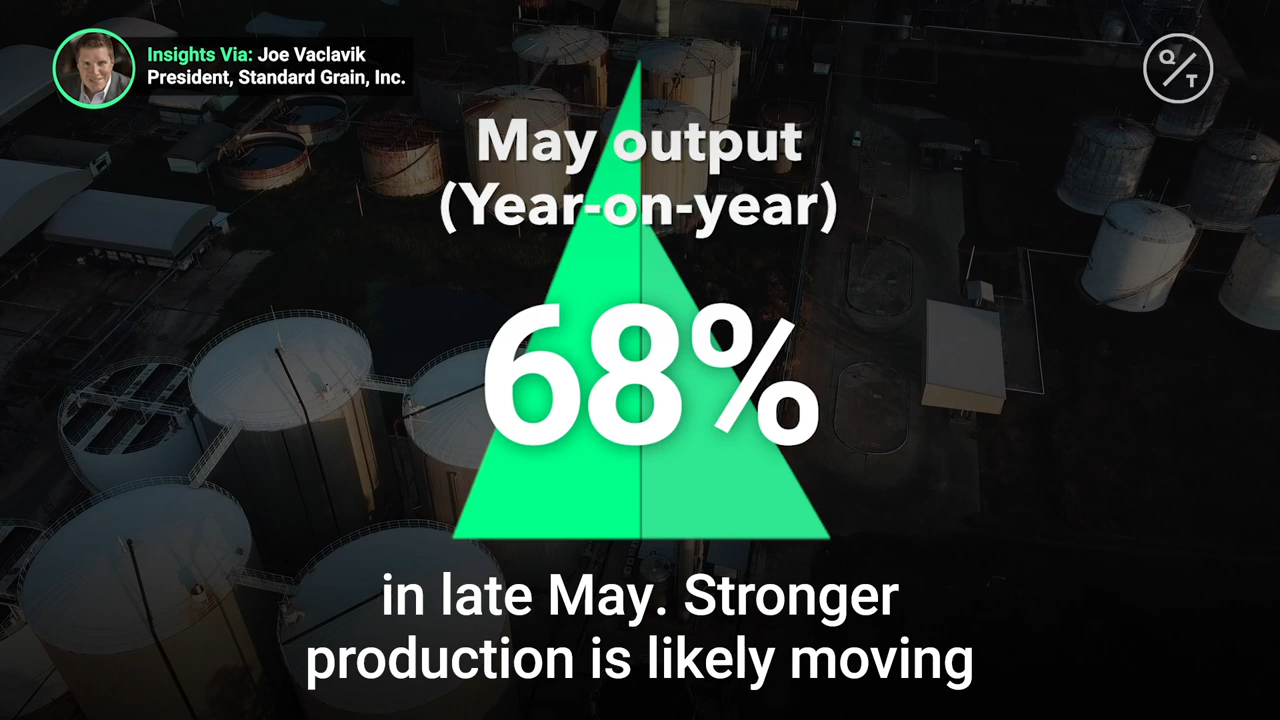 Insights Via: Joe Vaclavik
President, Standard Grain, Inc.
Q/T
May output
(Year-on-year)
68%
in late May. Stronger
production is likely moving